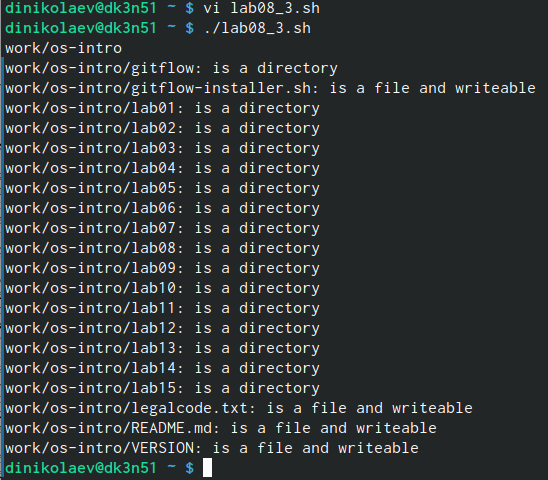 dinikolaev@dk3n51 ~ $ vi lab08_3.sh
dinikolaev@dk3n51 ~ $ ./lab08_3.sh
work/os-intro
work/os-intro/gitflow: is a directory
work/os-intro/gitflow-installer.sh: is a file and writeable
work/os-intro/lab01: is a directory
work/os-intro/lab02: is a directory
work/os-intro/lab03: is a directory
work/os-intro/lab04: is a directory
work/os-intro/lab05: is a directory
work/os-intro/lab06: is a directory
work/os-intro/lab07: is a directory
work/os-intro/lab08: is a directory
work/os-intro/lab09: is a directory
work/os-intro/lab10: is a directory
work/os-intro/lab11: is a directory
work/os-intro/lab12: is a directory
work/os-intro/lab13: is a directory
work/os-intro/lab14: is a directory
work/os-intro/lab15: is a directory
work/os-intro/legalcode.txt: is a file and writeable
work/os-intro/README.md: is a file and writeable
work/os-intro/VERSION: is a file and writeable
dinikolaev@dk3n51 ~ $